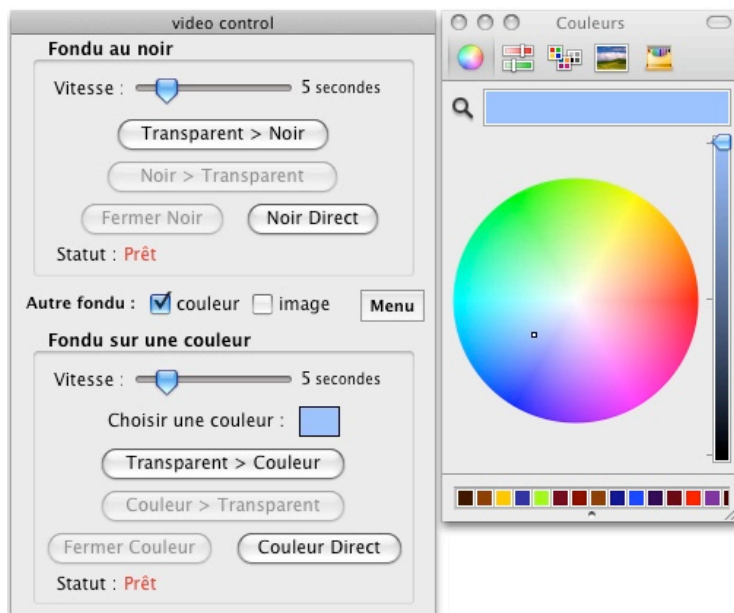 video control
Fondu au noir
Vitesse : 5 secondes
Transparent > Noir
Noir > Transparent
Fermer Noir Noir Direct
Statut : Prêt
Autre fondu : couleur image Menu
Fondu sur une couleur
Vitesse : 5 secondes
Choisir une couleur :
Transparent > Couleur
Couleur > Transparent
Fermer Couleur Couleur Direct
Statut : Prêt
Couleurs